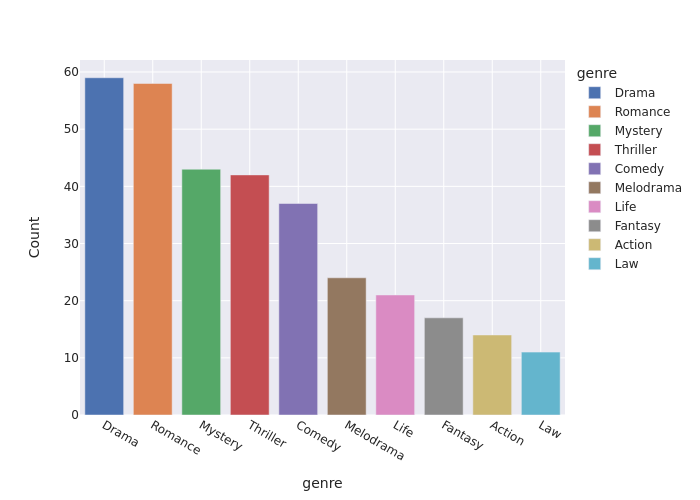 genre
Drama
Romance
Mystery
Thriller
Comedy
Melodrama
Life
Fantasy
Action
Law
Count
60
50
40
30
20
10
0
Drama
Romance
Mystery
Thriller
Comedy
Melodrama
Life
Fantasy
Action
Law
genre